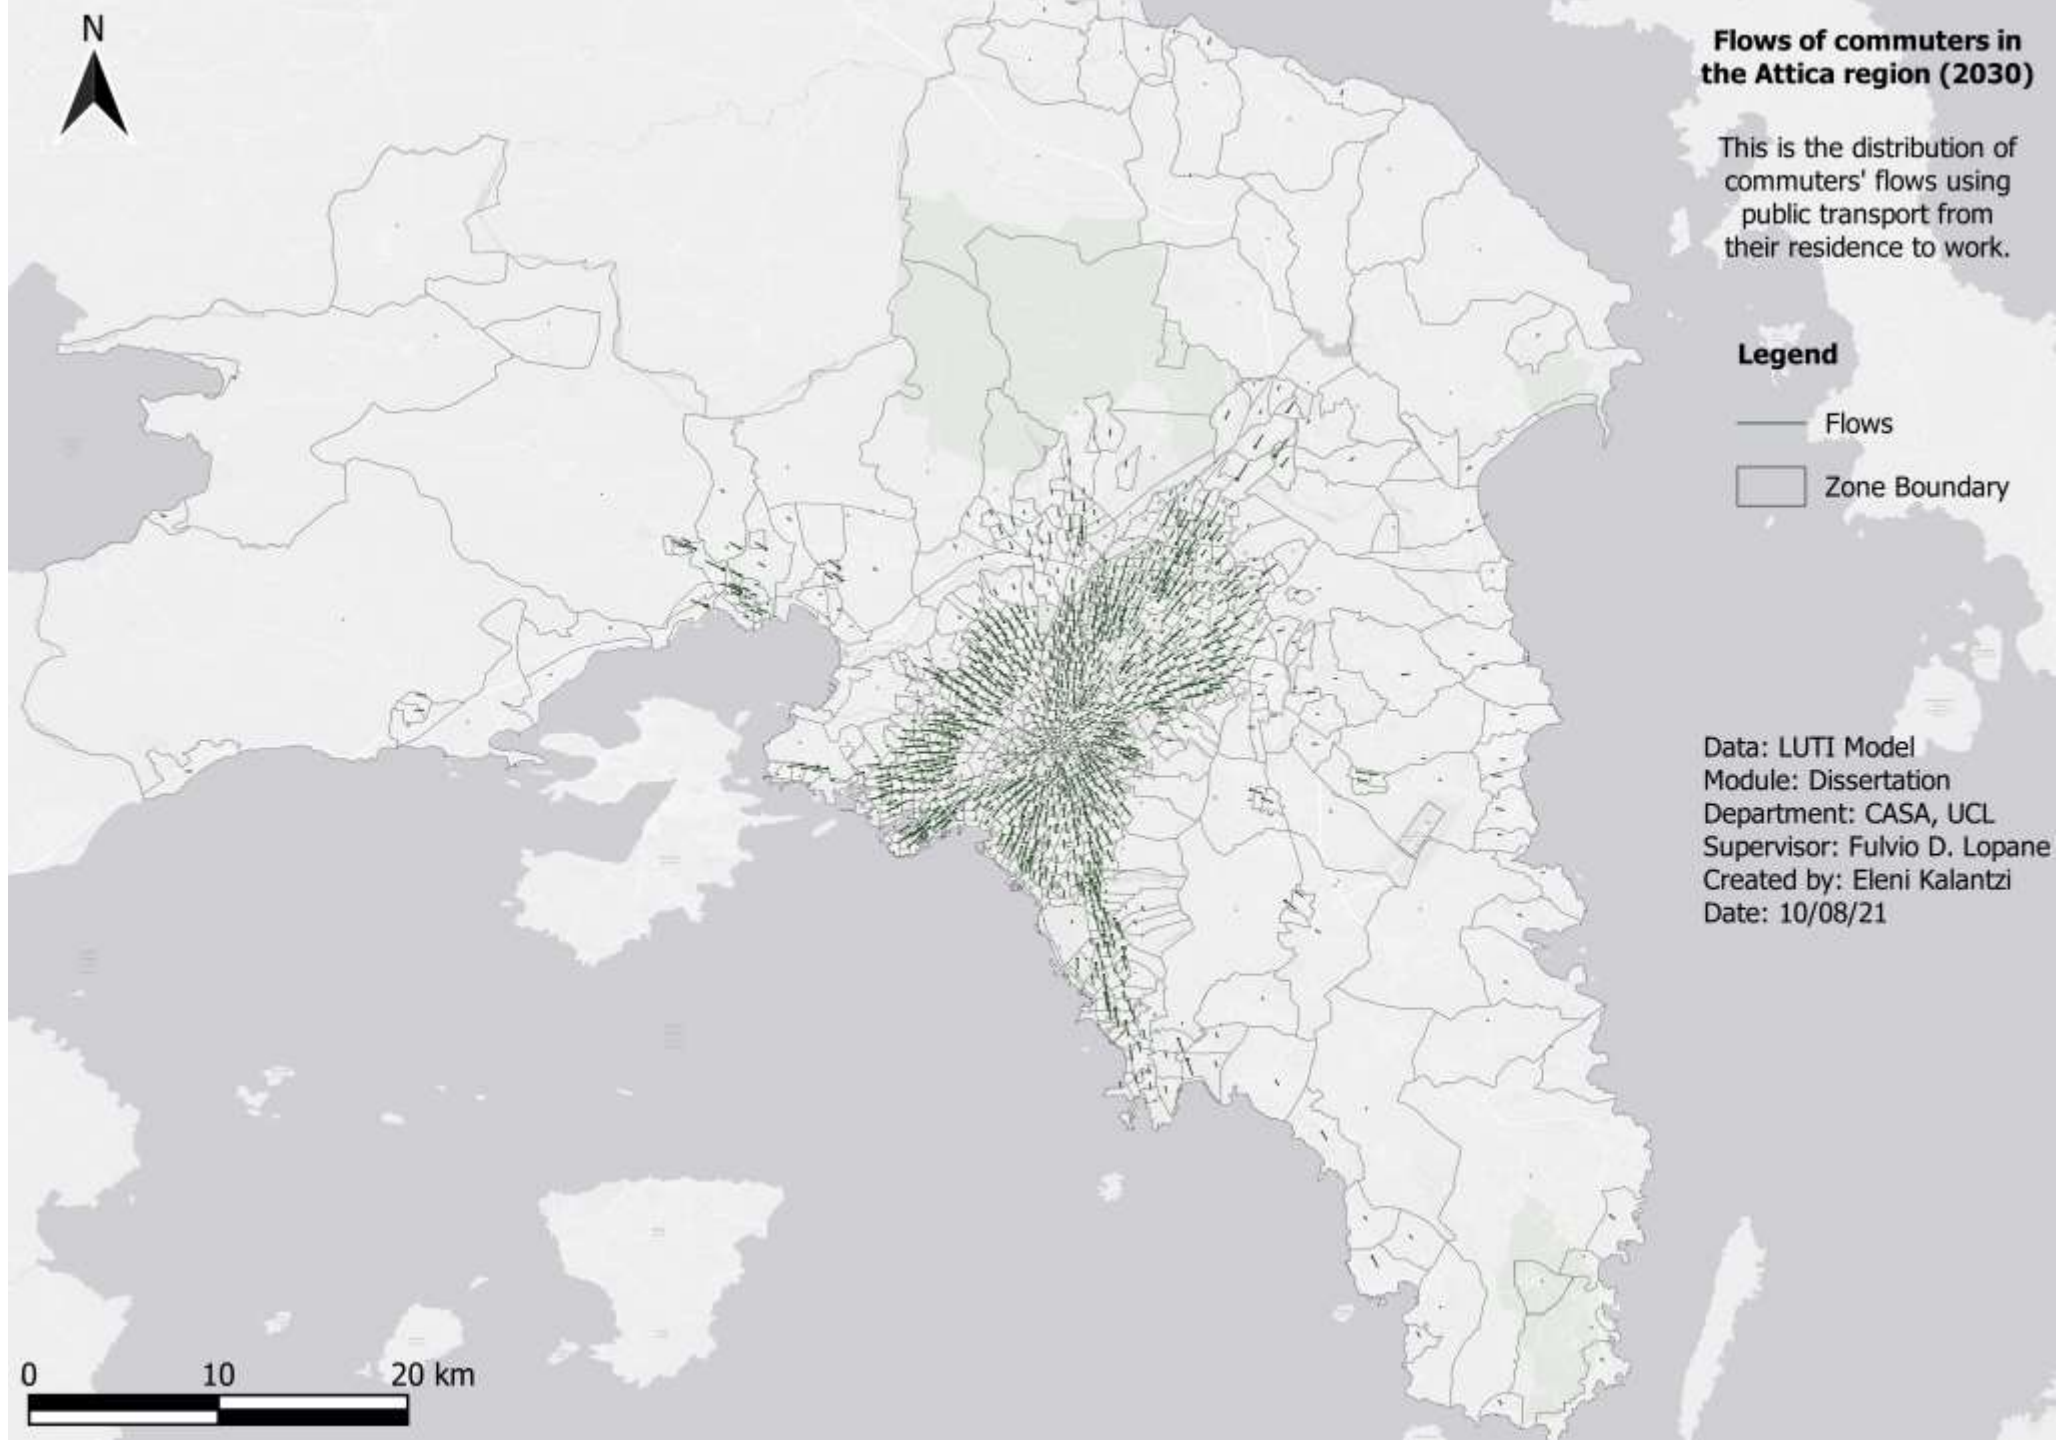 N
Flows of commuters in
the Attica region (2030)
This is the distribution of
commuters' flows using
public transport from
their residence to work.
Legend
Flows
Zone Boundary
Data: LUTI Model
Module: Dissertation
Department: CASA, UCL
Supervisor: Fulvio D. Lopane
Created by: Eleni Kalantzi
Date: 10/08/21
0 10 20 km